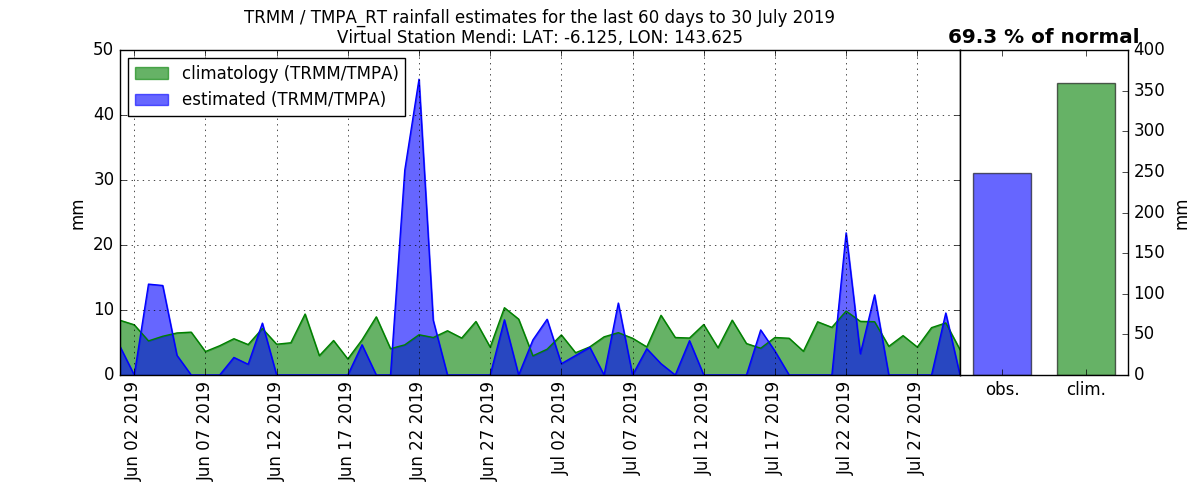 TRMM / TMPA_RT rainfall estimates for the last 60 days to 30 July 2019
Virtual Station Mendi: LAT: -6.125, LON: 143.625
69.3 % of normal
climatology (TRMM/TMPA)
estimated (TRMM/TMPA)
50
40
30
20
10
0
mm
Jun 02 2019
Jun 07 2019
Jun 12 2019
Jun 17 2019
Jun 22 2019
Jun 27 2019
Jul 02 2019
Jul 07 2019
Jul 12 2019
Jul 17 2019
Jul 22 2019
Jul 27 2019
obs.
clim.
400
350
300
250
200
150
100
50
0
mm